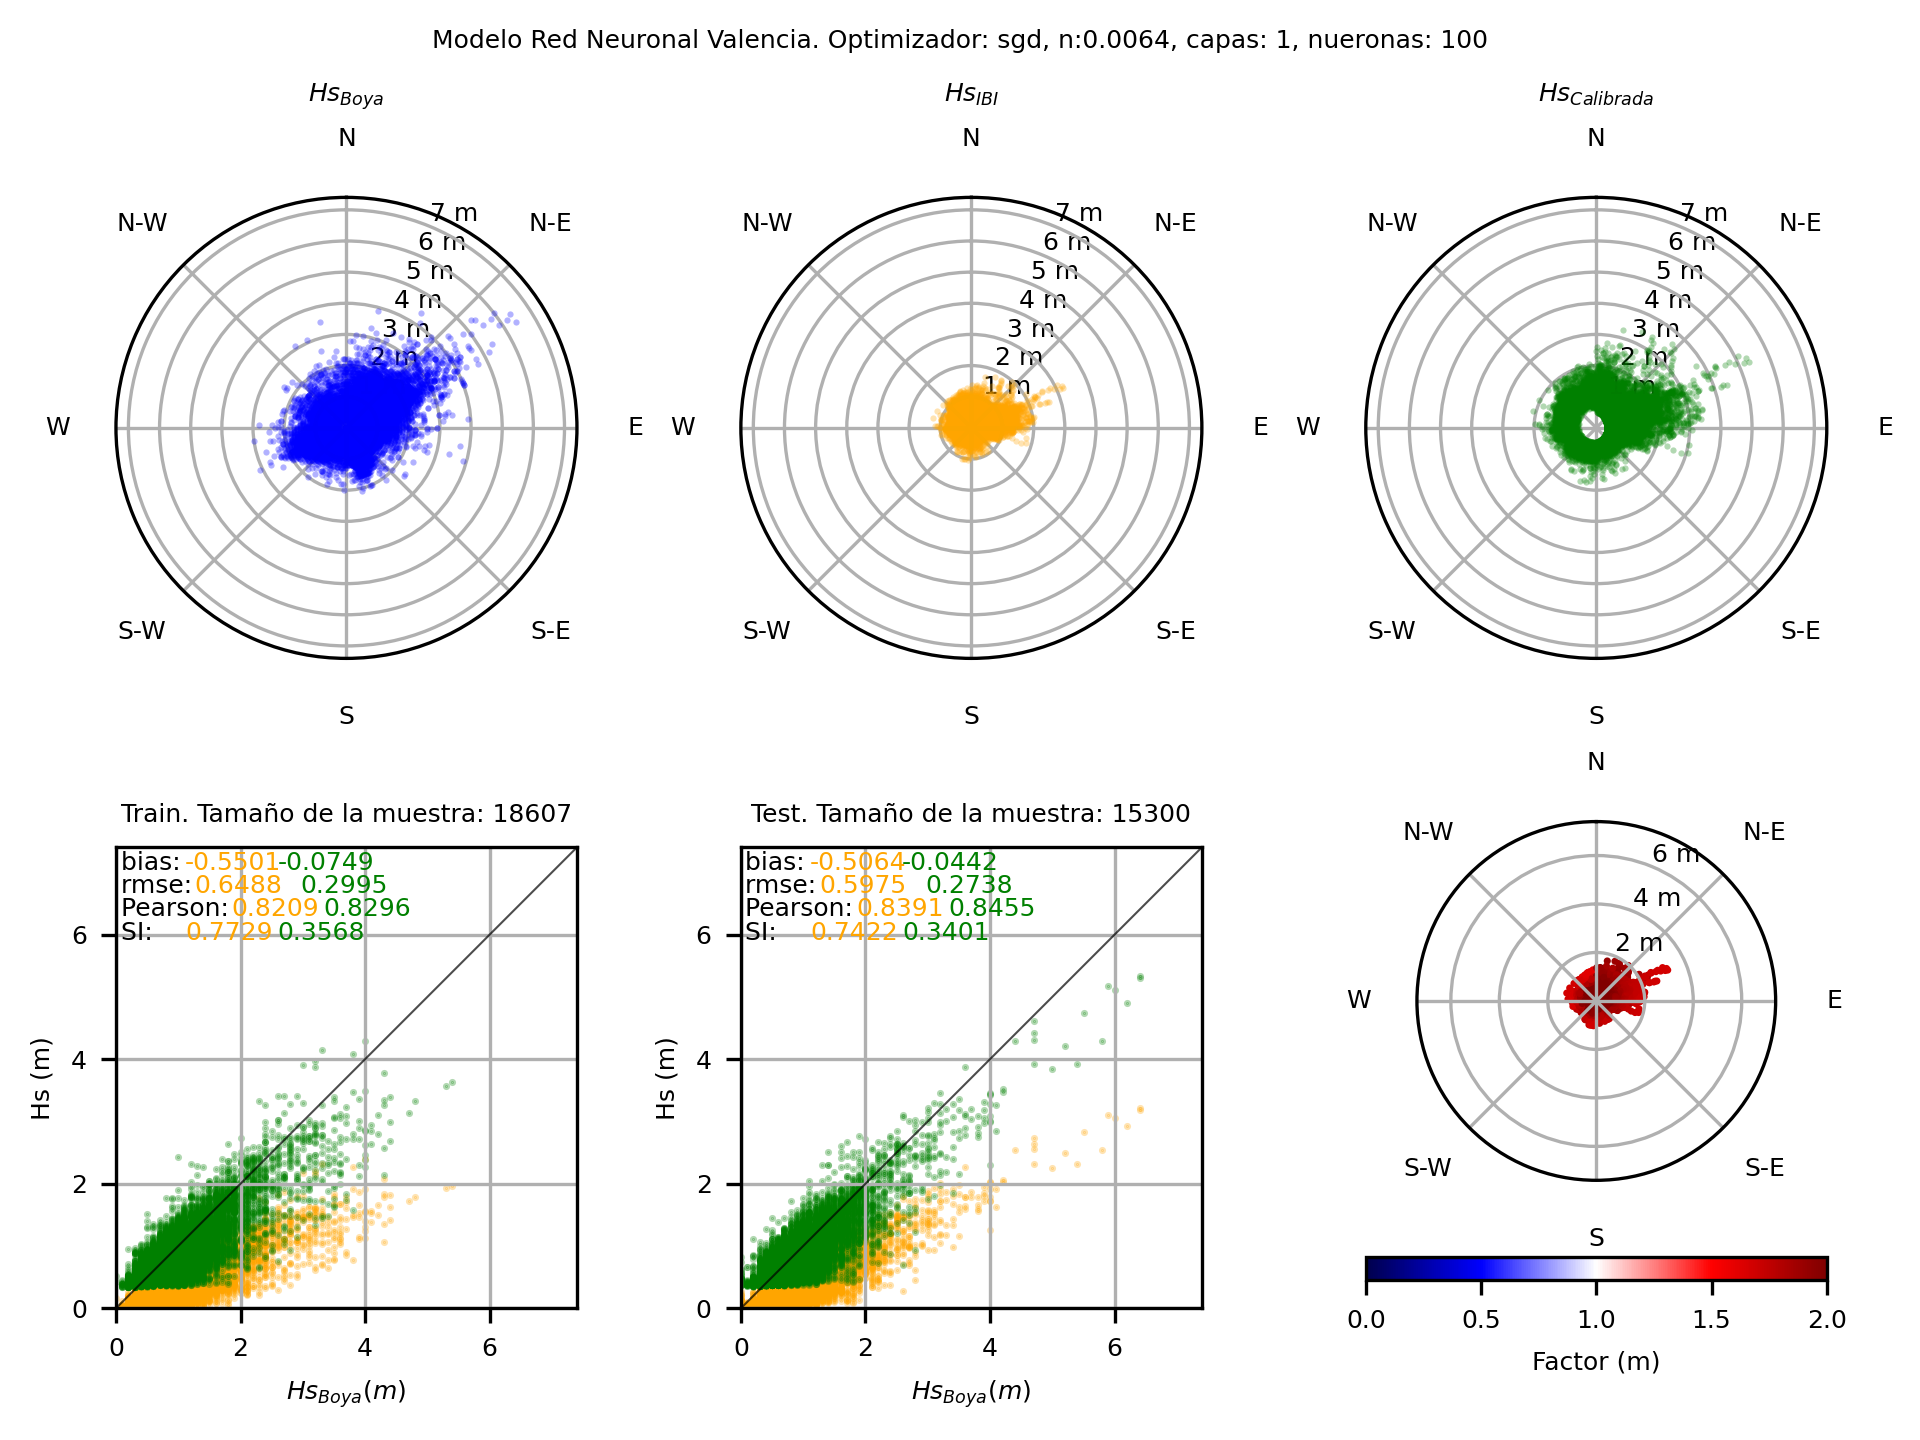 Modelo Red Neuronal Valencia. Optimizador: sgd, n:0.0064, capas: 1, nueronas: 100
Hs_Boya
N
N-W
N-E
7 m
6 m
5 m
4 m
3 m
2 m
W
E
S-W
S-E
S
Hs_IBI
N
N-W
N-E
7 m
6 m
5 m
4 m
3 m
2 m
1 m
W
E
S-W
S-E
S
Hs_Calibrada
N
N-W
N-E
7 m
6 m
5 m
4 m
3 m
2 m
m
W
E
S-W
S-E
S
Train. Tamaño de la muestra: 18607
bias: -0.5501 -0.0749
rmse: 0.6488 0.2995
Pearson: 0.8209 0.8296
SI: 0.7729 0.3568
6
4
2
0
Hs (m)
0 2 4 6
Hs_Boya(m)
Test. Tamaño de la muestra: 15300
bias: -0.5064 -0.0442
rmse: 0.5975 0.2738
Pearson: 0.8391 0.8455
SI: 0.7422 0.3401
6
4
2
0
Hs (m)
0 2 4 6
Hs_Boya(m)
N
N-W
N-E
6 m
4 m
2 m
W
E
S-W
S-E
S
0.0 0.5 1.0 1.5 2.0
Factor (m)